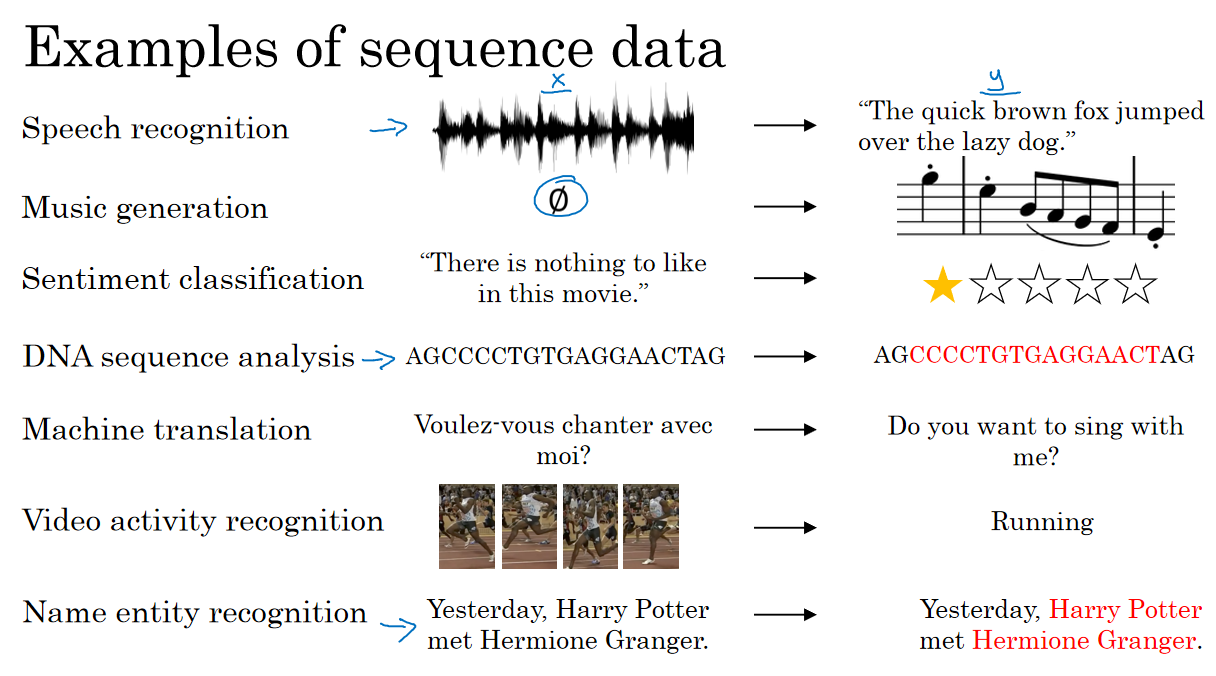 Examples of sequence data
x
y
Speech recognition
“The quick brown fox jumped
over the lazy dog.”
Music generation
∅
Sentiment classification
“There is nothing to like
in this movie.”
DNA sequence analysis
AGCCCCTGTGAGGAACTAG
AGCCCCTGTGAGGAACTAG
Machine translation
Voulez-vous chanter avec
moi?
Do you want to sing with
me?
Video activity recognition
Running
Name entity recognition
Yesterday, Harry Potter
met Hermione Granger.
Yesterday, Harry Potter
met Hermione Granger.